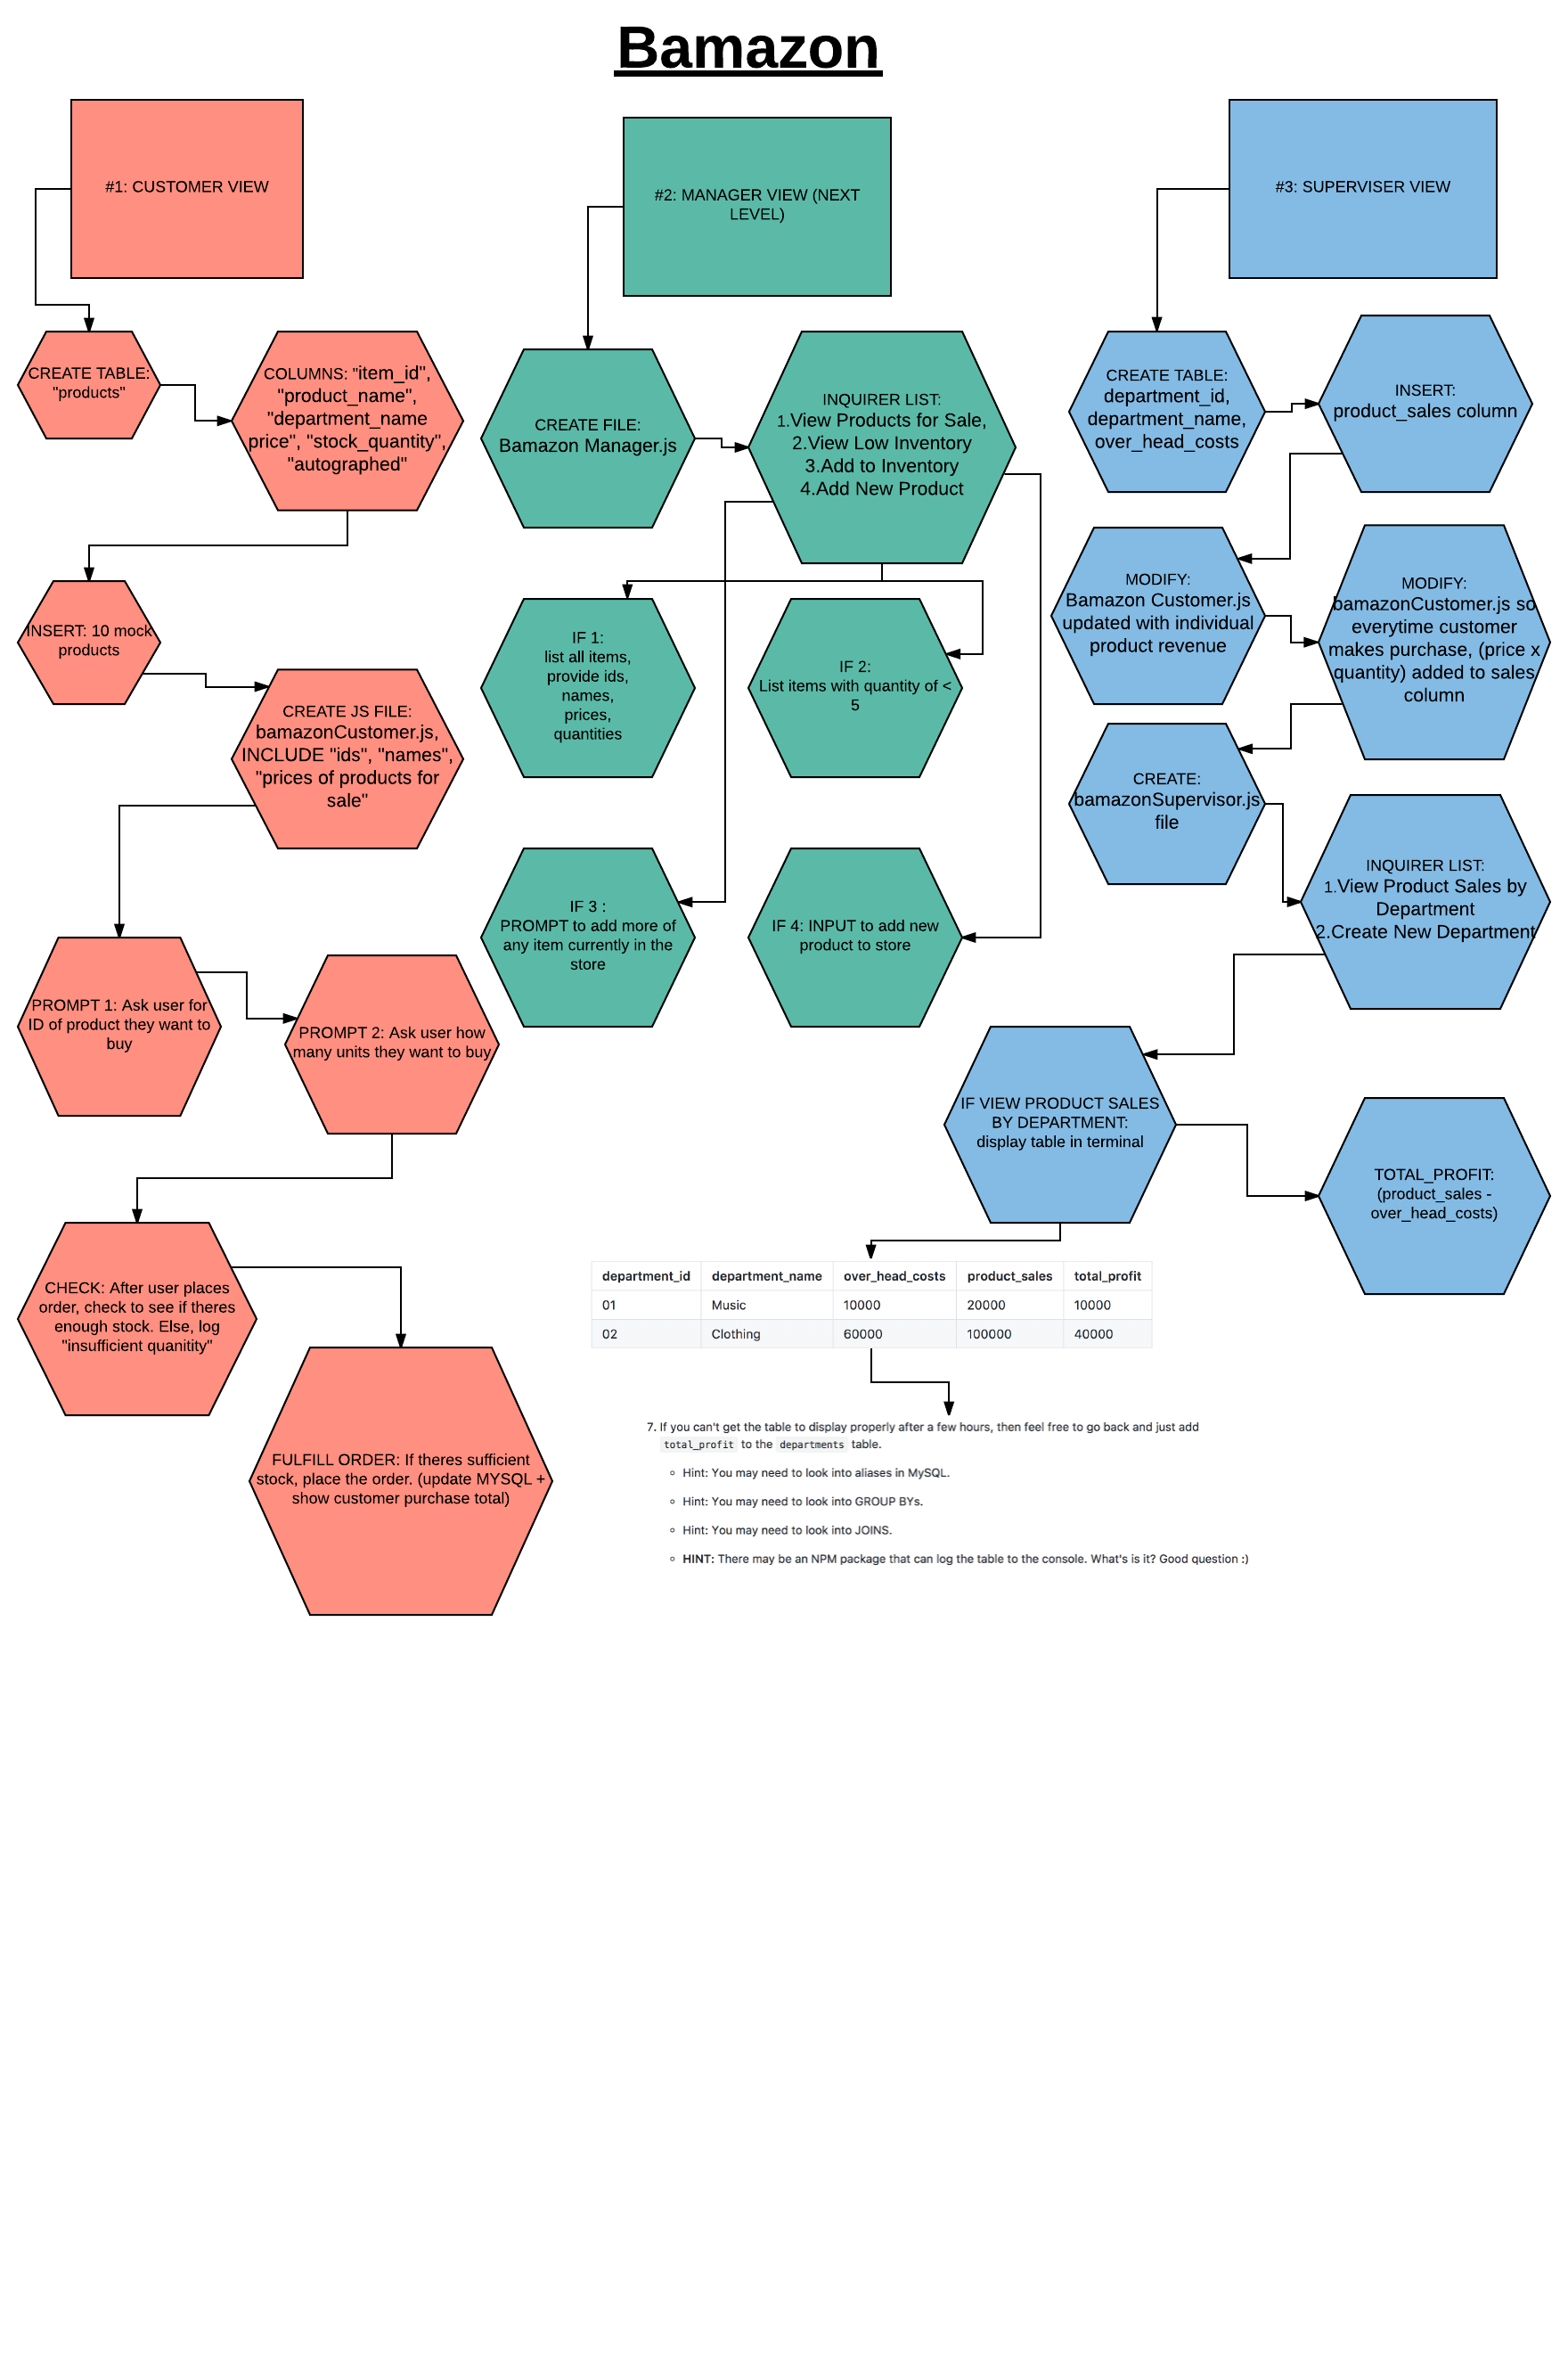 Bamazon
#1: CUSTOMER VIEW
CREATE TABLE:
"products"
COLUMNS: "item_id",
"product_name",
"department_name
price", "stock_quantity",
"autographed"
INSERT: 10 mock
products
CREATE JS FILE:
bamazonCustomer.js,
INCLUDE "ids", "names",
"prices of products for
sale"
PROMPT 1: Ask user for
ID of product they want to
buy
PROMPT 2: Ask user how
many units they want to buy
CHECK: After user places
order, check to see if theres
enough stock. Else, log
"insufficient quanitity"
FULFILL ORDER: If theres sufficient
stock, place the order. (update MYSQL +
show customer purchase total)
#2: MANAGER VIEW (NEXT
LEVEL)
CREATE FILE:
Bamazon Manager.js
INQUIRER LIST:
1.View Products for Sale,
2.View Low Inventory
3.Add to Inventory
4.Add New Product
IF 1:
list all items,
provide ids,
names,
prices,
quantities
IF 2:
List items with quantity of <
5
IF 3 :
PROMPT to add more of
any item currently in the
store
IF 4: INPUT to add new
product to store
#3: SUPERVISER VIEW
CREATE TABLE:
department_id,
department_name,
over_head_costs
INSERT:
product_sales column
MODIFY:
Bamazon Customer.js
updated with individual
product revenue
MODIFY:
bamazonCustomer.js so
everytime customer
makes purchase, (price x
quantity) added to sales
column
CREATE:
bamazonSupervisor.js
file
INQUIRER LIST:
1.View Product Sales by
Department
2.Create New Department
IF VIEW PRODUCT SALES
BY DEPARTMENT:
display table in terminal
TOTAL_PROFIT:
(product_sales -
over_head_costs)
department_id department_name over_head_costs product_sales total_profit
01 Music 10000 20000 10000
02 Clothing 60000 100000 40000
7. If you can't get the table to display properly after a few hours, then feel free to go back and just add
total_profit to the departments table.
Hint: You may need to look into aliases in MySQL.
Hint: You may need to look into GROUP BYs.
Hint: You may need to look into JOINS.
HINT: There may be an NPM package that can log the table to the console. What's is it? Good question :)